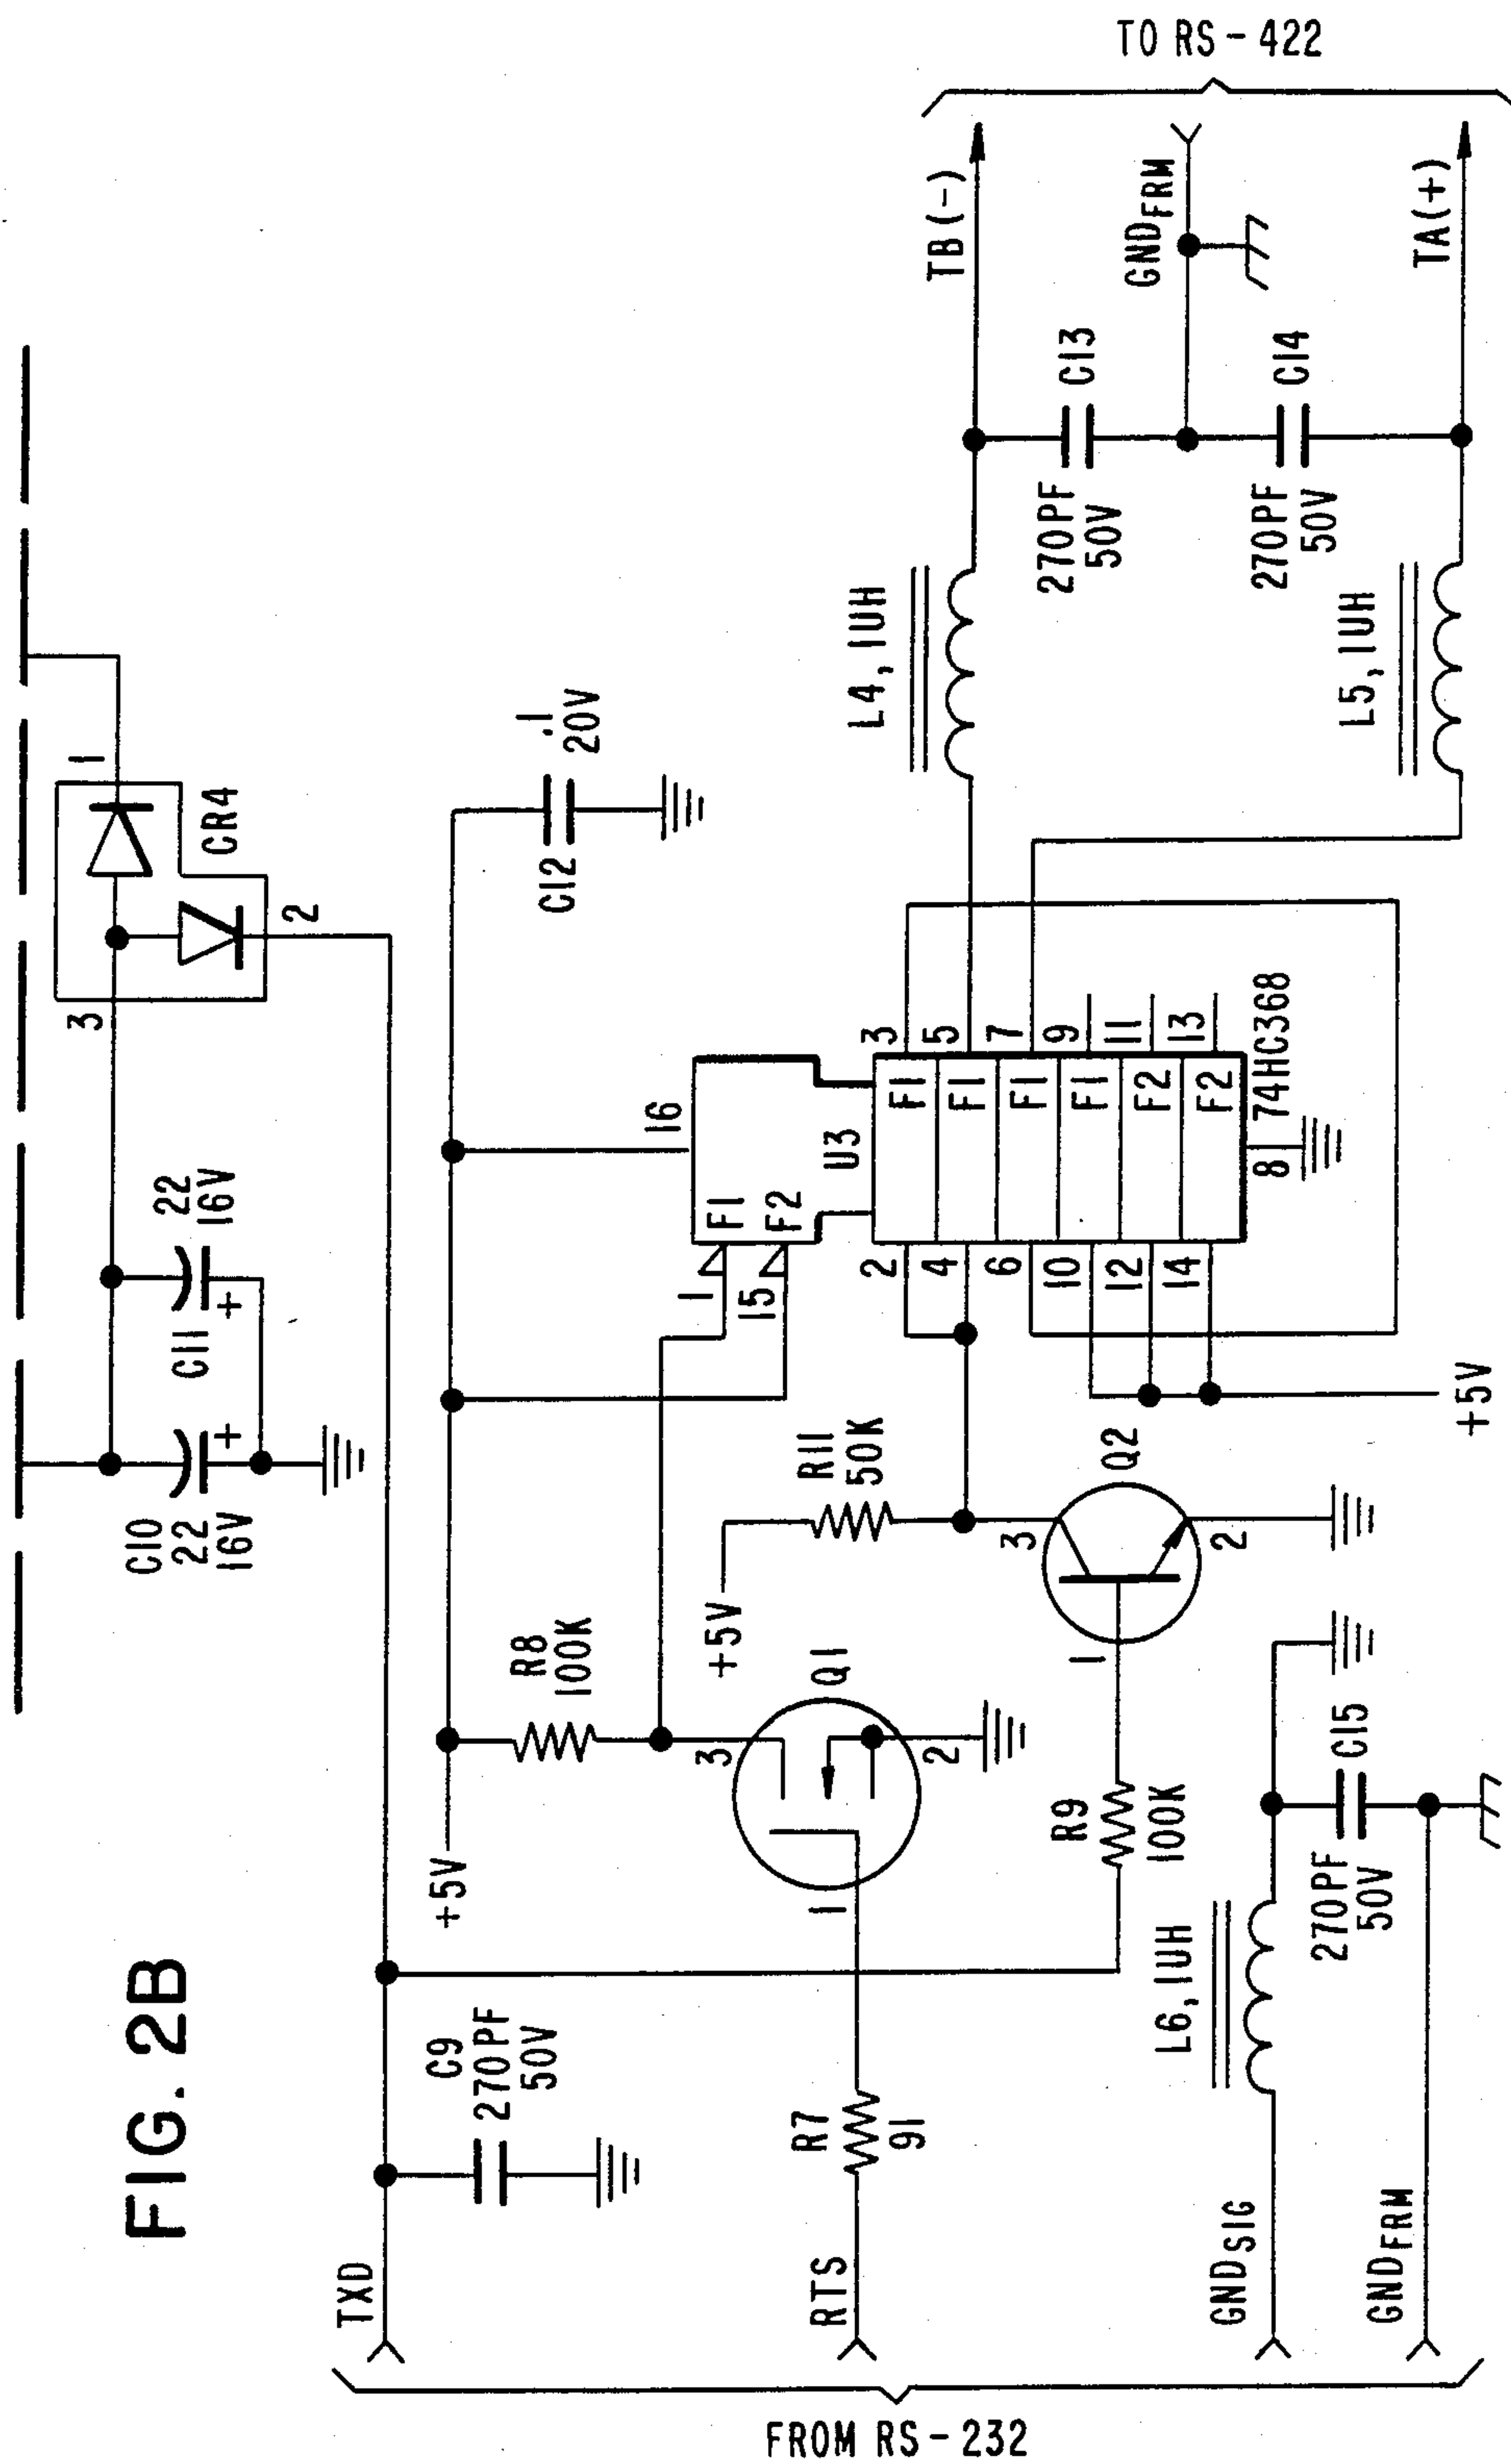 FIG. 2B
FROM RS-232
TXD
RTS
GNDSIG
GNDFRM
C9
270PF
50V
R7
91
L6, 1UH
270PF
50V
C15
+5V
R8
100K
Q1
1
3
2
R9
100K
+5V
R11
50K
Q2
1
3
2
C10
22
16V
+
C11
22
16V
+
3
1
2
CR4
1
15
F1
F2
16
U3
2
4
6
10
12
14
F1
F1
F1
F1
F2
F2
3
5
7
9
11
13
8
74HC368
+5V
C12
.1
20V
L4, 1UH
L5, 1UH
270PF
50V
C13
270PF
50V
C14
TB(-)
GNDFRM
TA(+)
TO RS-422